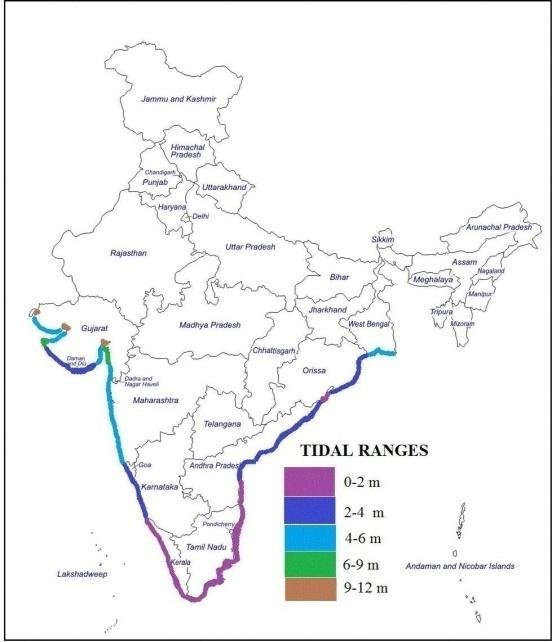 Jammu and Kashmir
Himachal
Pradesh
Chandigarh
Punjab
Uttarakhand
Haryana
Delhi
Arunachal Pradesh
Sikkim
Rajasthan
Uttar Pradesh
Assam
Nagaland
Bihar
Meghalaya
Manipur
Jharkhand
Tripura
Mizoram
Gujarat
Madhya Pradesh
West Bengal
Chhattisgarh
Daman
and Diu
Orissa
Dadra and
Nagar Haveli
Maharashtra
Telangana
TIDAL RANGES
Goa
Andhra Pradesh
0-2 m
Karnataka
2-4 m
Pondicherry
4-6 m
Tamil Nadu
Kerala
6-9 m
Lakshadweep
Andaman and Nicobar Islands
9-12 m